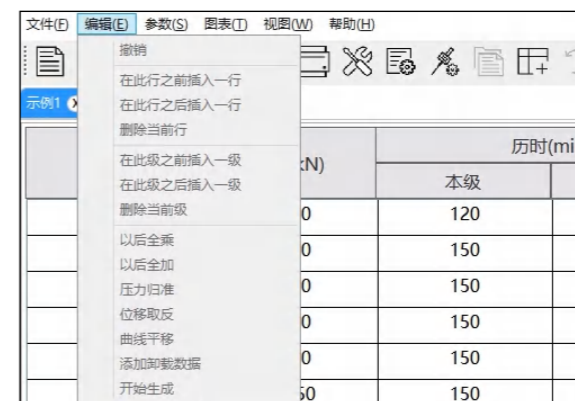 文件(F) 编辑(E) 参数(S) 图表(T) 视图(W) 帮助(H)
撤销
在此行之前插入一行
在此行之后插入一行
删除当前行
在此级之前插入一级
在此级之后插入一级
删除当前级
以后全乘
以后全加
压力归准
位移取反
曲线平移
添加卸载数据
开始生成
示例1
kN) 历时(mi
本级
0 120
0 150
0 150
0 150
0 150
50 150